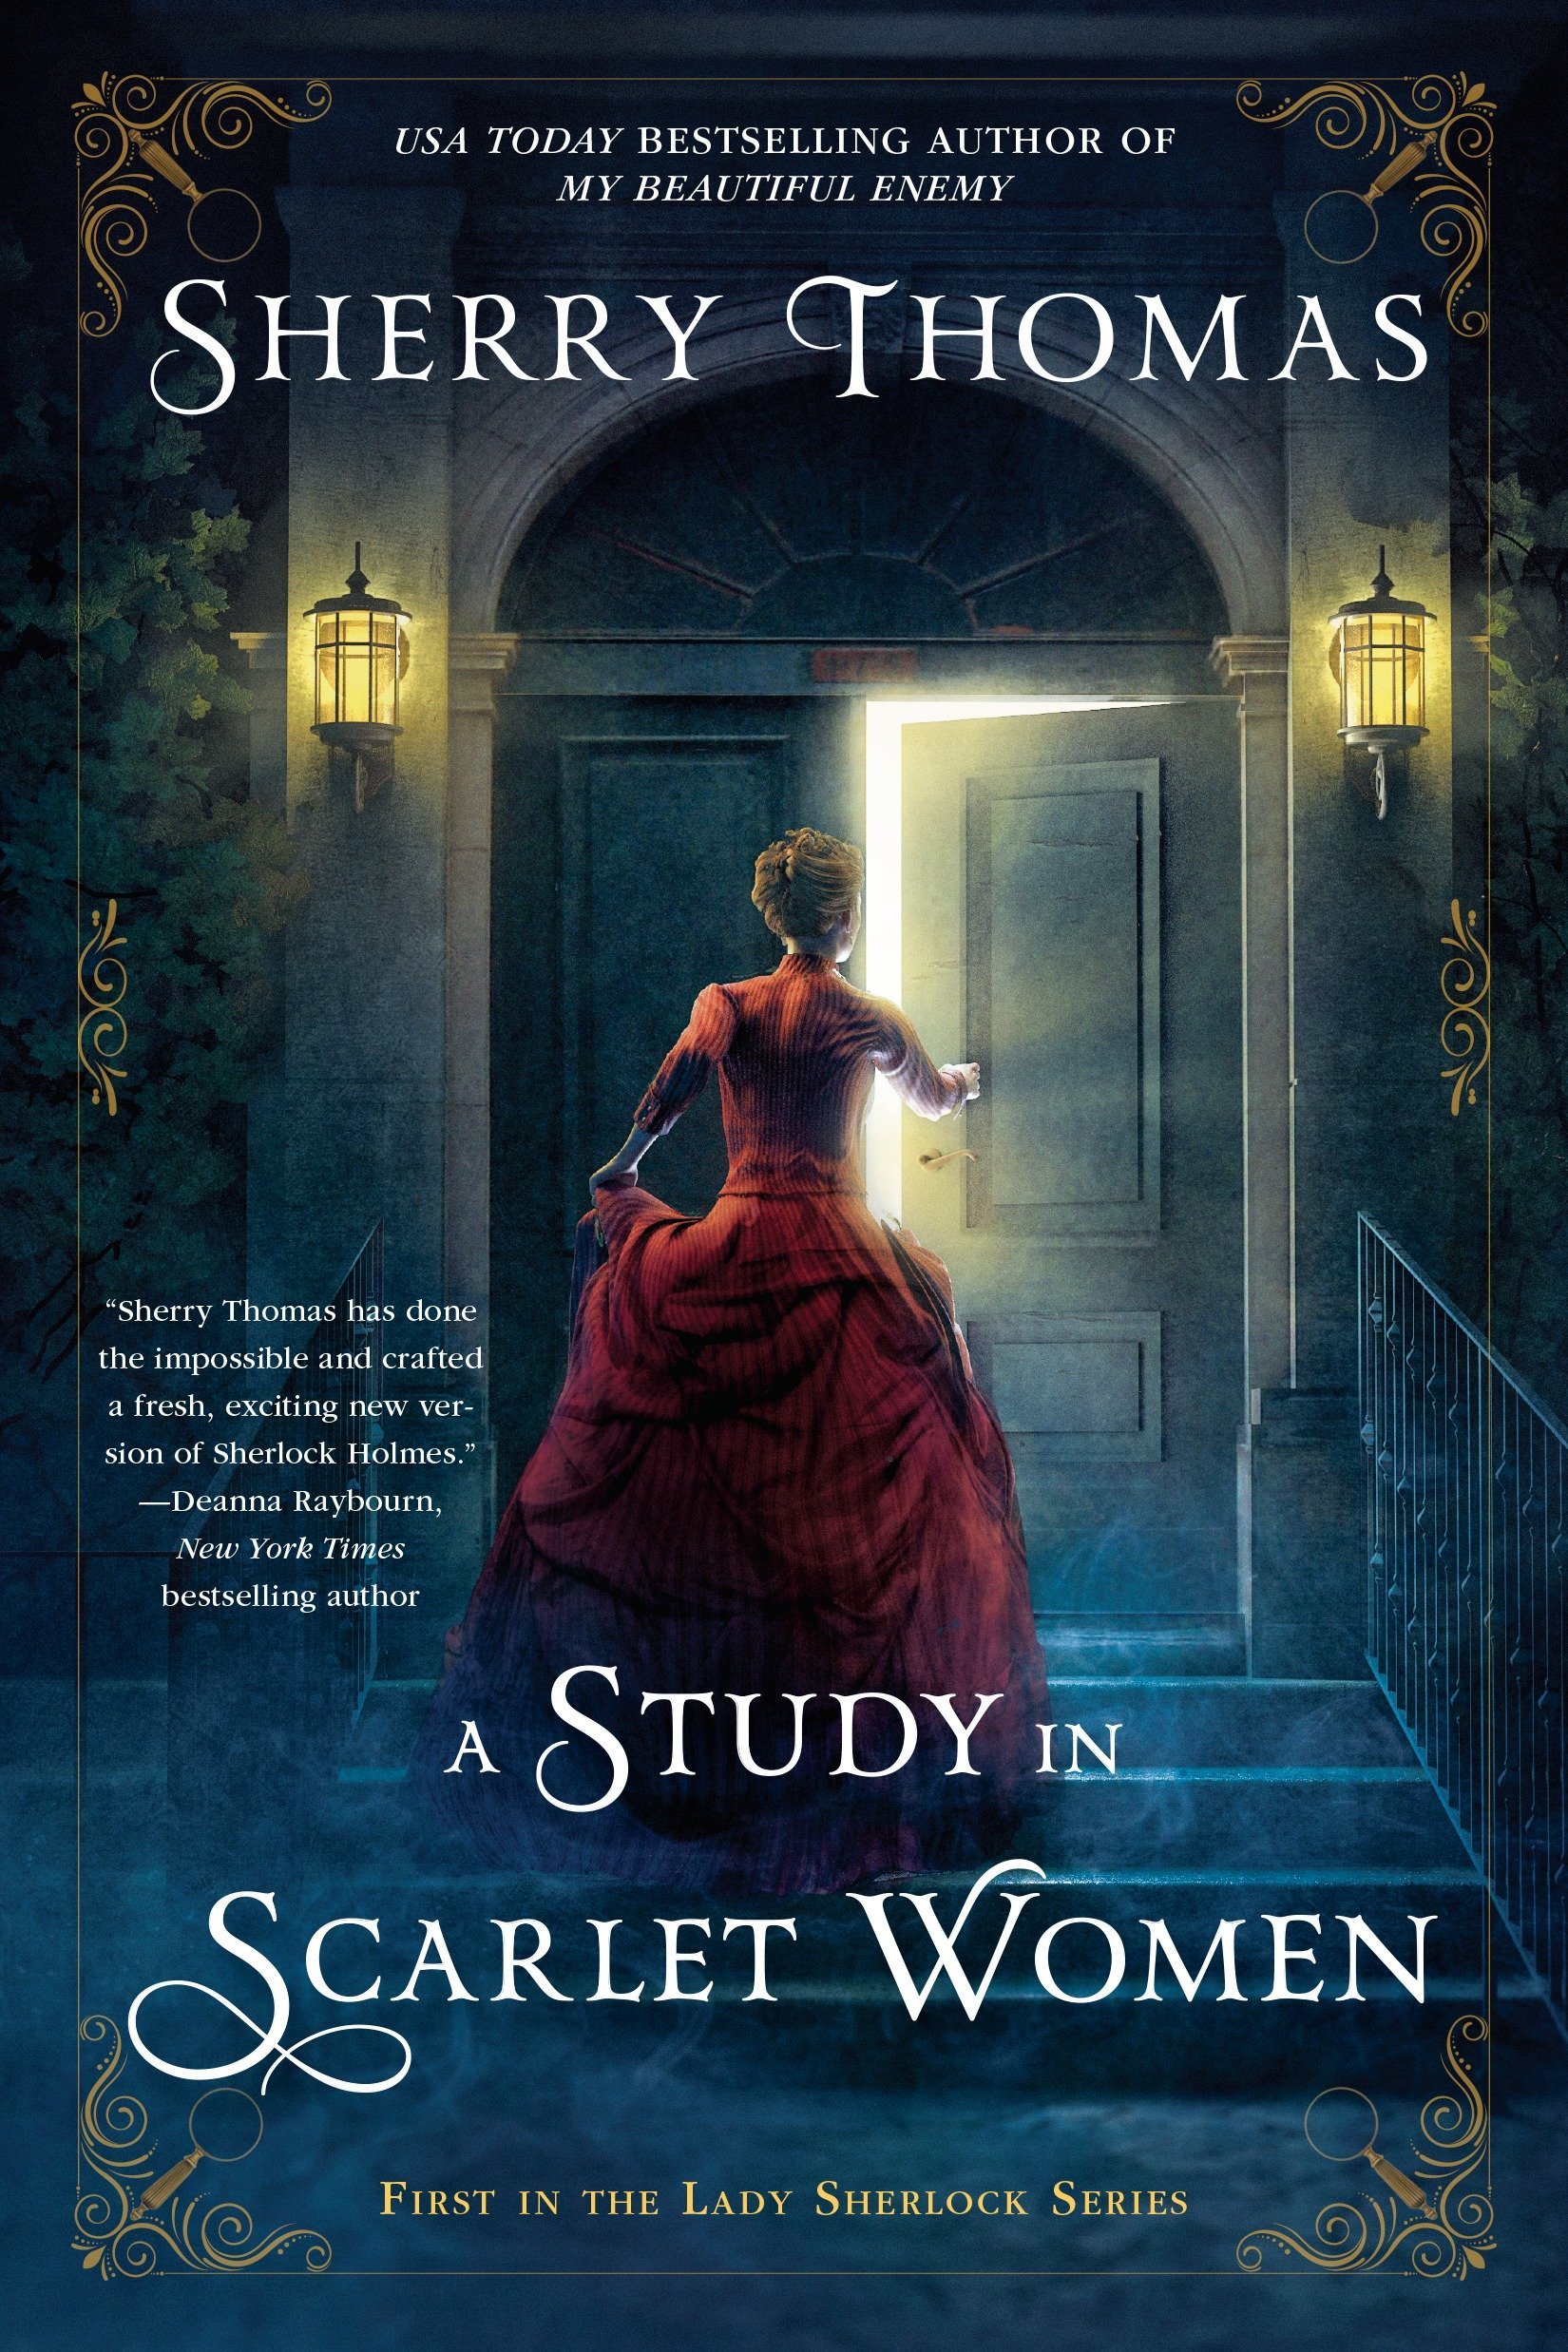 USA TODAY BESTSELLING AUTHOR OF
MY BEAUTIFUL ENEMY
SHERRY THOMAS
“Sherry Thomas has done
the impossible and crafted
a fresh, exciting new ver-
sion of Sherlock Holmes.”
—Deanna Raybourn,
New York Times
bestselling author
A STUDY IN
SCARLET WOMEN
FIRST IN THE LADY SHERLOCK SERIES